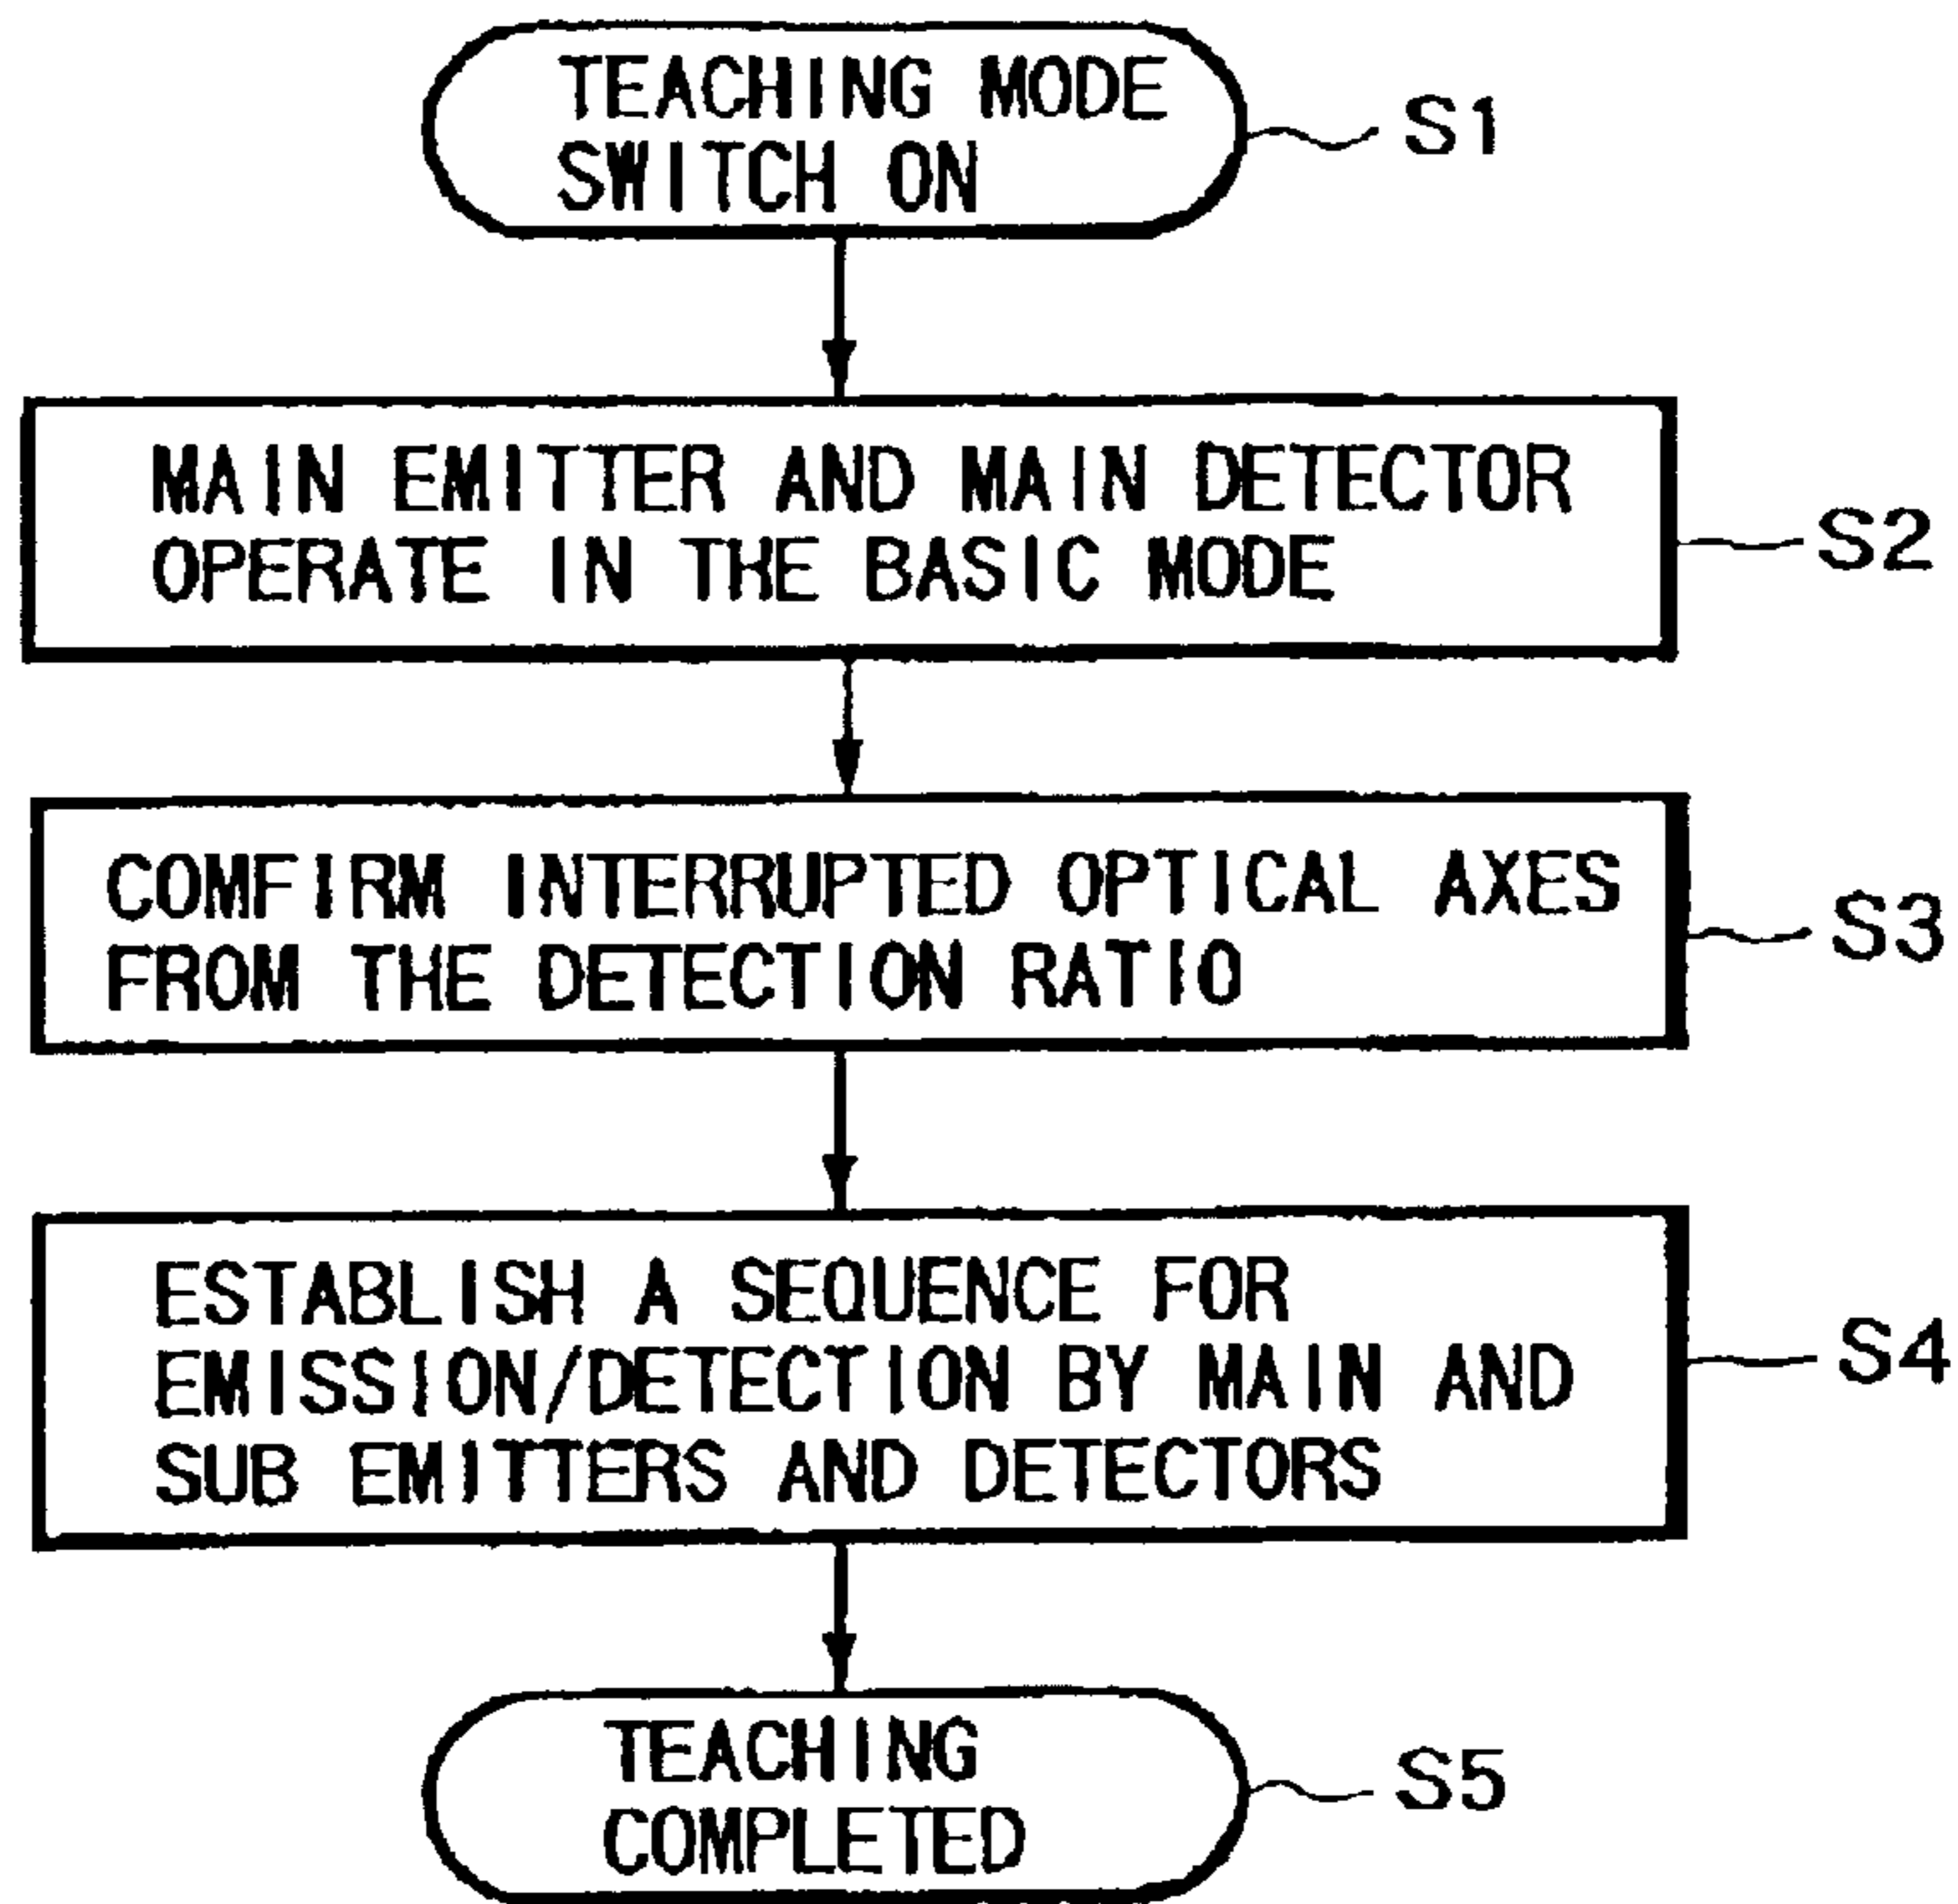 TEACHING MODE
SWITCH ON
S1
MAIN EMITTER AND MAIN DETECTOR
OPERATE IN THE BASIC MODE
S2
COMFIRM INTERRUPTED OPTICAL AXES
FROM THE DETECTION RATIO
S3
ESTABLISH A SEQUENCE FOR
EMISSION/DETECTION BY MAIN AND
SUB EMITTERS AND DETECTORS
S4
TEACHING
COMPLETED
S5